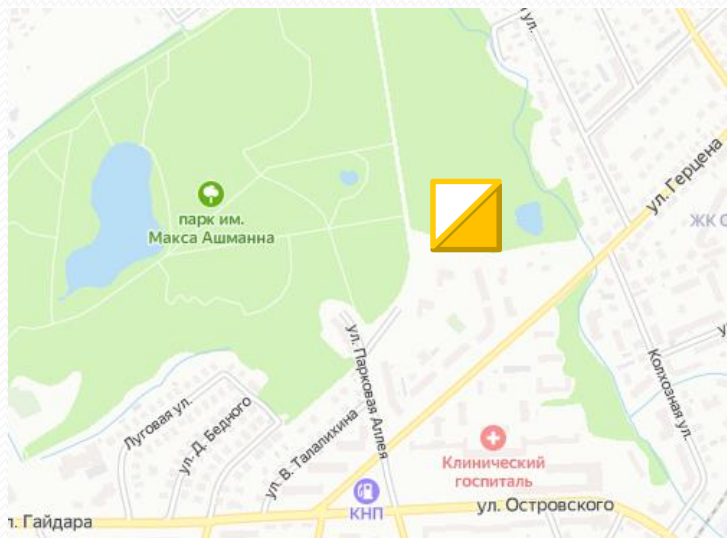 ул.
ул. Герцена
парк им.
Макса Ашманна
ЖК С
ул. Парковая Аллея
Колхозная ул.
Луговая ул.
ул. Д. Бедного
ул. В. Талалихина
Клинический
госпиталь
КНП
ул. Островского
л. Гайдара